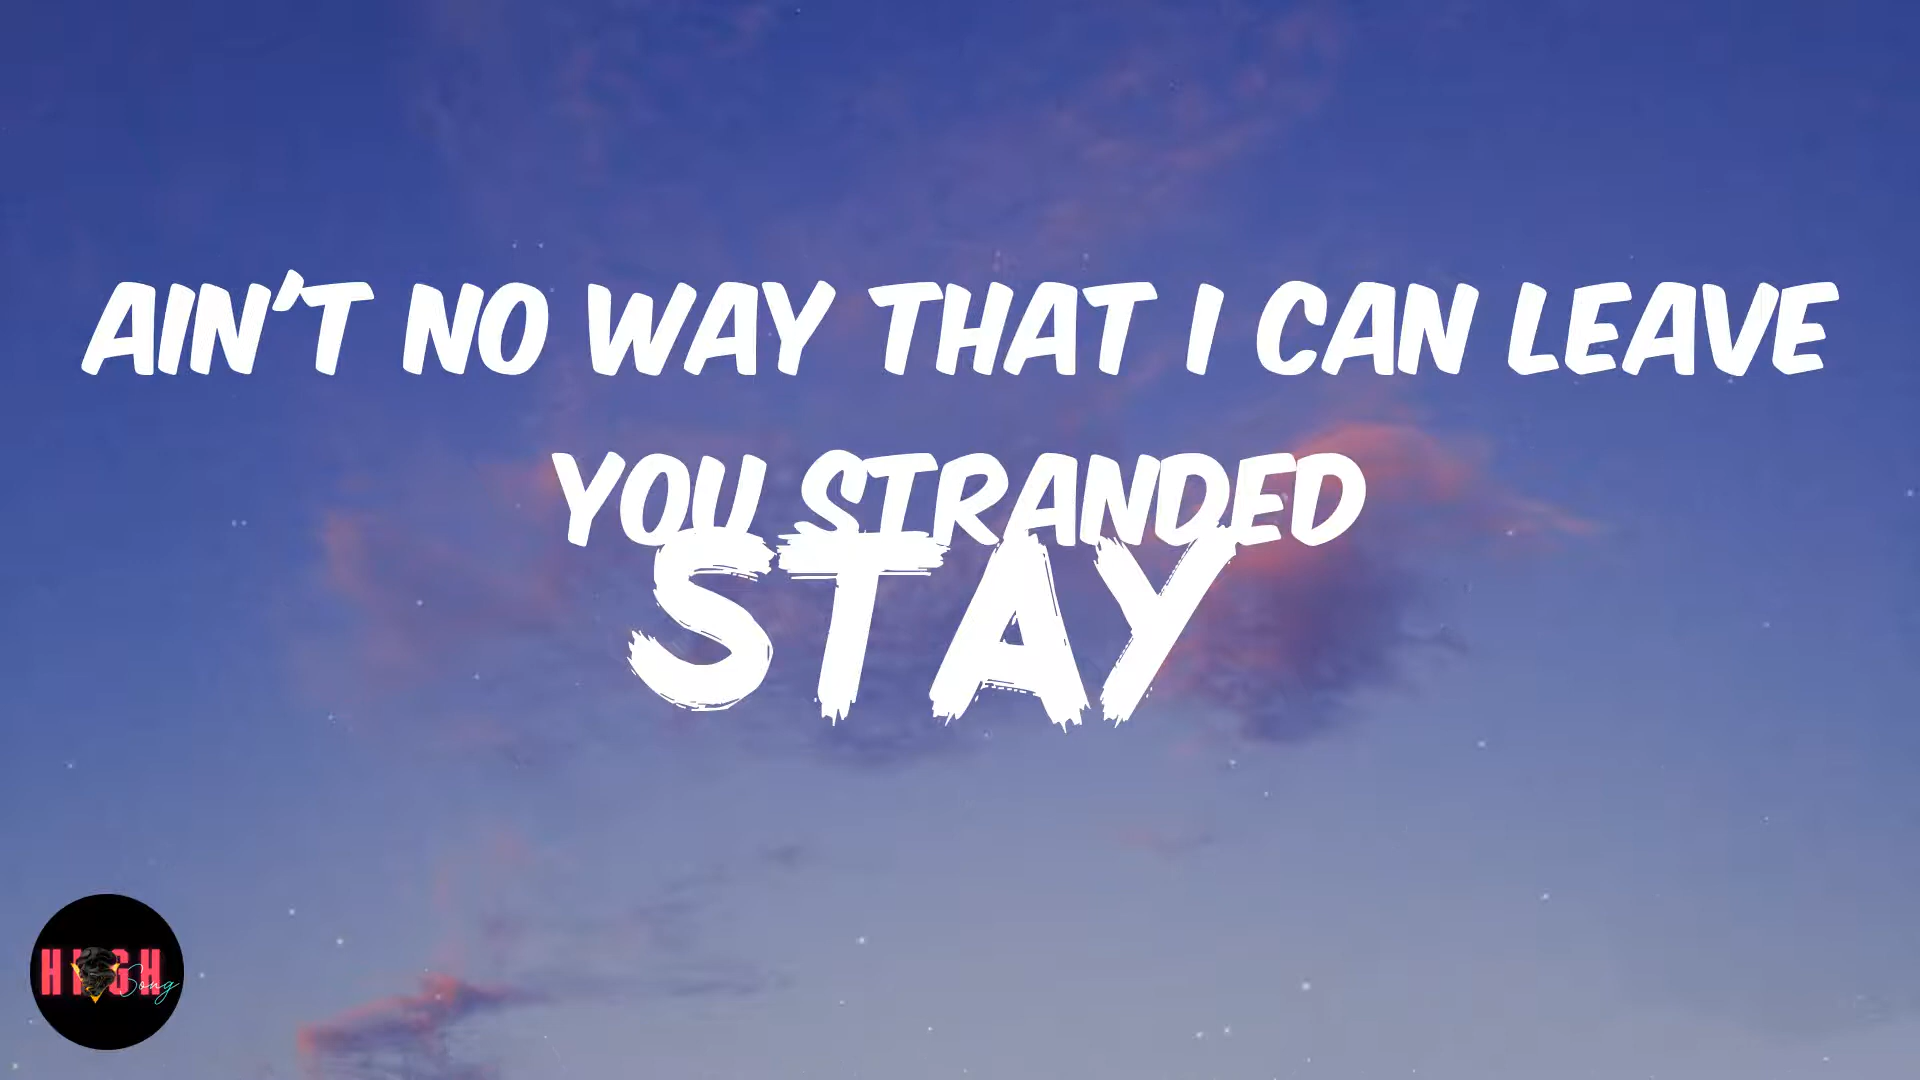 AIN'T NO WAY THAT I CAN LEAVE
YOU STRANDED
STAY
HIGH
Song